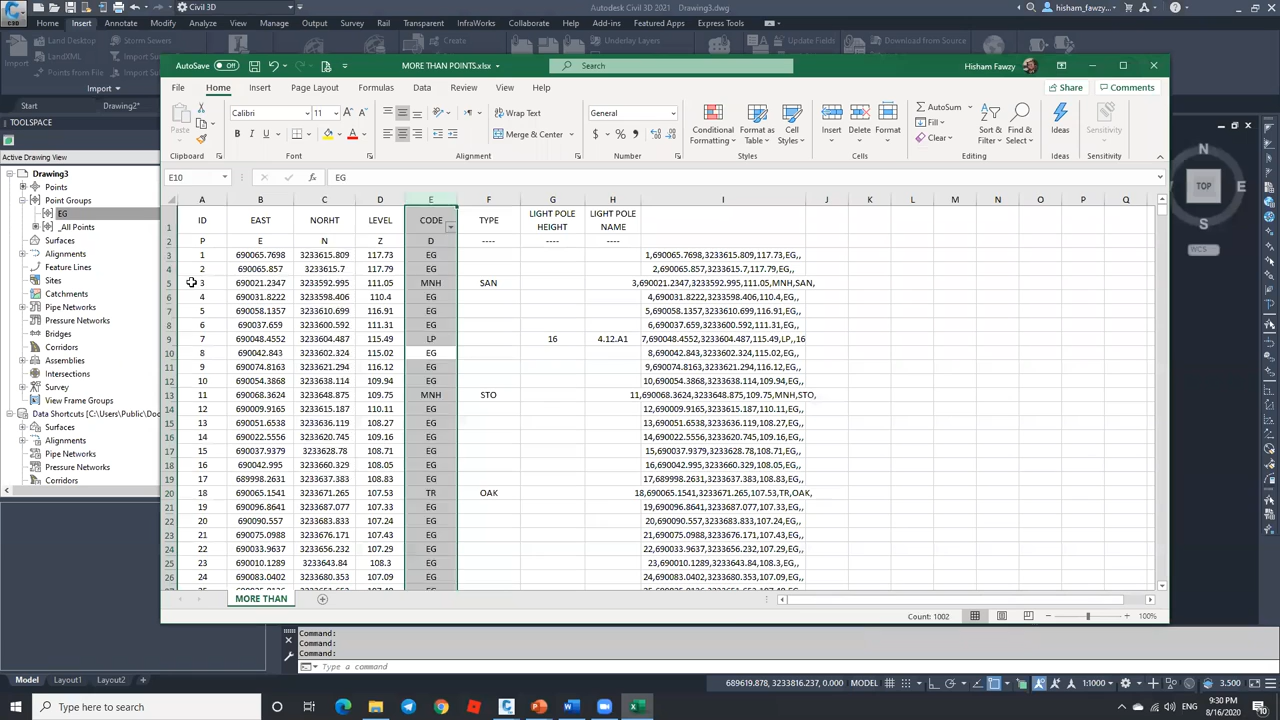 Civil 3D
Autodesk Civil 3D 2021 Drawing3.dwg
hisham_fawzy...
Home Insert Annotate Modify Analyze View Manage Output Survey Rail Transparent InfraWorks Collaborate Help Add-ins Featured Apps Express Tools
Land Desktop Storm Sewers Create Underlay Layers Update Fields Download from Source
Import LandXML
Points from File
Import
Start Drawing2*
AutoSave Off MORE THAN POINTS.xlsx Search Hisham Fawzy
File Home Insert Draw Page Layout Formulas Data Review View Help Share Comments
Paste Calibri 11 Wrap Text General Conditional Formatting Format as Table Cell Styles Insert Delete Format AutoSum Fill Clear Sort & Filter Find & Select Ideas Sensitivity
B I U Merge & Center $ % ,
Clipboard Font Alignment Number Styles Cells Editing Ideas Sensitivity
E10 fx EG
TOOLSPACE
Active Drawing View
Drawing3
Points
Point Groups
EG
_All Points
Surfaces
Alignments
Feature Lines
Sites
Catchments
Pipe Networks
Pressure Networks
Bridges
Corridors
Assemblies
Intersections
Survey
View Frame Groups
Data Shortcuts [C:\Users\Public\Doc
Surfaces
Alignments
Pipe Networks
Pressure Networks
Corridors
A B C D E F G H I J K L M N O P Q
1 ID EAST NORHT LEVEL CODE TYPE LIGHT POLE HEIGHT LIGHT POLE NAME
2 P E N Z D ---- ---- ----
3 1 690065.7698 3233615.809 117.73 EG 1,690065.7698,3233615.809,117.73,EG,,
4 2 690065.857 3233615.7 117.79 EG 2,690065.857,3233615.7,117.79,EG,,
5 3 690021.2347 3233592.995 111.05 MNH SAN 3,690021.2347,3233592.995,111.05,MNH,SAN,
6 4 690031.8222 3233598.406 110.4 EG 4,690031.8222,3233598.406,110.4,EG,,
7 5 690058.1357 3233610.699 116.91 EG 5,690058.1357,3233610.699,116.91,EG,,
8 6 690037.659 3233600.592 111.31 EG 6,690037.659,3233600.592,111.31,EG,,
9 7 690048.4552 3233604.487 115.49 LP 16 4.12.A1 7,690048.4552,3233604.487,115.49,LP,,16
10 8 690042.843 3233602.324 115.02 EG 8,690042.843,3233602.324,115.02,EG,,
11 9 690074.8163 3233621.294 116.12 EG 9,690074.8163,3233621.294,116.12,EG,,
12 10 690054.3868 3233638.114 109.94 EG 10,690054.3868,3233638.114,109.94,EG,,
13 11 690068.3624 3233648.875 109.75 MNH STO 11,690068.3624,3233648.875,109.75,MNH,STO,
14 12 690009.9165 3233615.187 110.11 EG 12,690009.9165,3233615.187,110.11,EG,,
15 13 690051.6538 3233636.119 108.27 EG 13,690051.6538,3233636.119,108.27,EG,,
16 14 690022.5556 3233620.745 109.16 EG 14,690022.5556,3233620.745,109.16,EG,,
17 15 690037.9379 3233628.78 108.71 EG 15,690037.9379,3233628.78,108.71,EG,,
18 16 690042.995 3233660.329 108.05 EG 16,690042.995,3233660.329,108.05,EG,,
19 17 689998.2631 3233637.383 108.83 EG 17,689998.2631,3233637.383,108.83,EG,,
20 18 690065.1541 3233671.265 107.53 TR OAK 18,690065.1541,3233671.265,107.53,TR,OAK,
21 19 690096.8641 3233687.077 107.33 EG 19,690096.8641,3233687.077,107.33,EG,,
22 20 690090.557 3233683.833 107.24 EG 20,690090.557,3233683.833,107.24,EG,,
23 21 690075.0988 3233676.171 107.43 EG 21,690075.0988,3233676.171,107.43,EG,,
24 22 690033.9637 3233656.232 107.29 EG 22,690033.9637,3233656.232,107.29,EG,,
25 23 690010.1289 3233643.84 108.3 EG 23,690010.1289,3233643.84,108.3,EG,,
26 24 690083.0402 3233680.353 107.09 EG 24,690083.0402,3233680.353,107.09,EG,,
MORE THAN
Count: 1002 100%
N
TOP
WCS
Command:
Command:
Command:
Type a command
Model Layout1 Layout2 689619.878, 3233816.237, 0.000 MODEL 1:1000 3.500
Type here to search
9:30 PM
8/16/2020